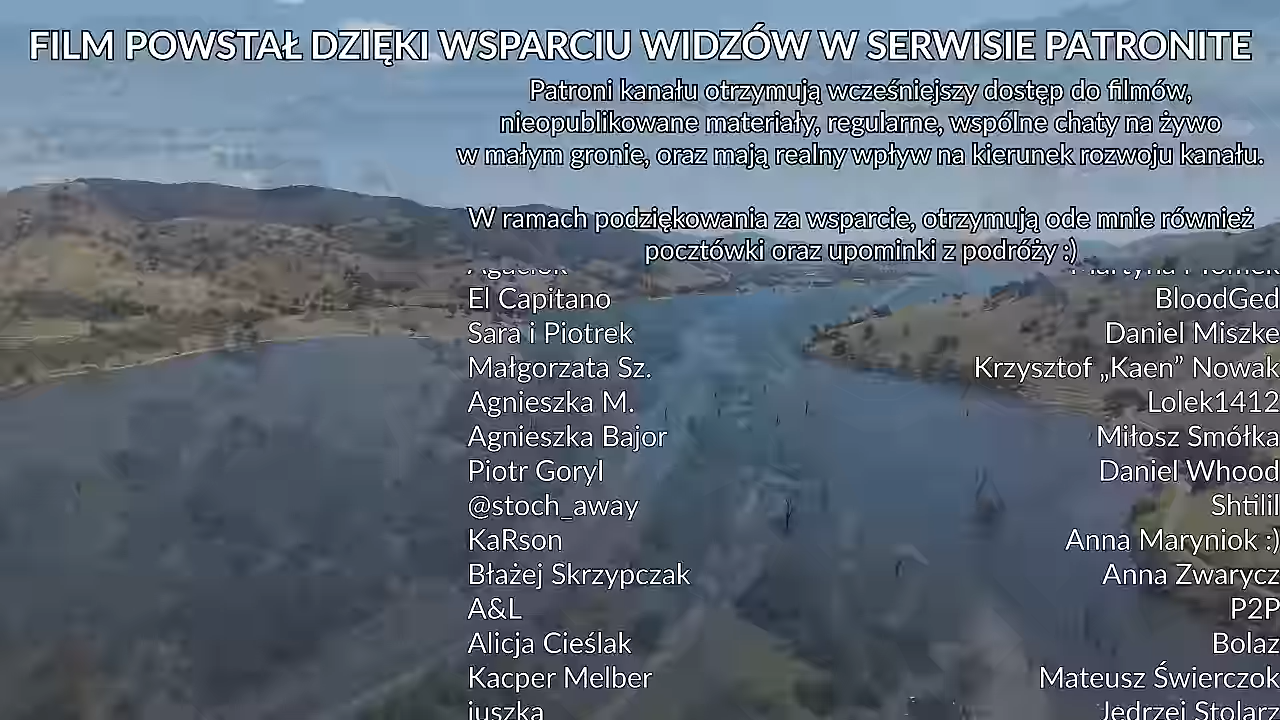 FILM POWSTAŁ DZIĘKI WSPARCIU WIDZÓW W SERWISIE PATRONITE
Patroni kanału otrzymują wcześniejszy dostęp do filmów,
nieopublikowane materiały, regularne, wspólne chaty na żywo
w małym gronie, oraz mają realny wpływ na kierunek rozwoju kanału.
W ramach podziękowania za wsparcie, otrzymują ode mnie również
pocztówki oraz upominki z podróży :)
El Capitano BloodGed
Sara i Piotrek Daniel Miszke
Małgorzata Sz. Krzysztof „Kaen” Nowak
Agnieszka M. Lolek1412
Agnieszka Bajor Miłosz Smółka
Piotr Goryl Daniel Whood
@stoch_away Shtilil
KaRson Anna Maryniok :)
Błażej Skrzypczak Anna Zwarycz
A&L P2P
Alicja Cieślak Bolaz
Kacper Melber Mateusz Świerczok
juszka Jędrzej Stolarz